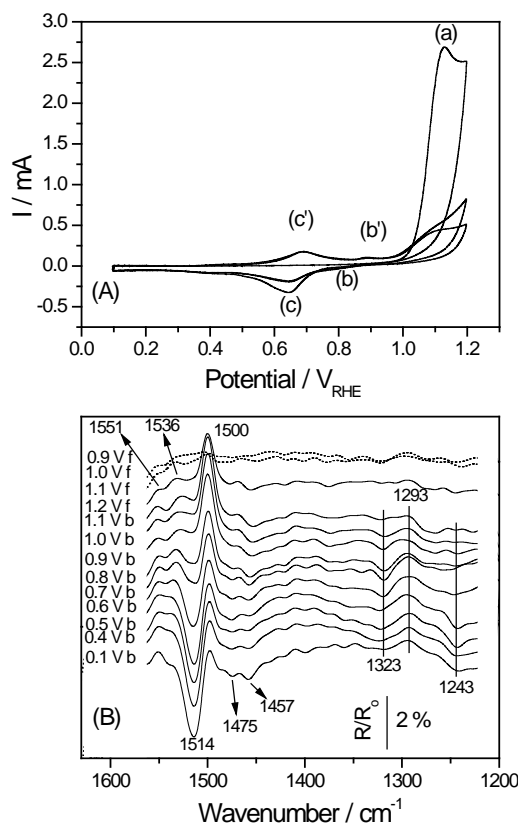 (a)
3.0
2.5
2.0
1.5
1.0
0.5
0.0
-0.5
I / mA
(c')
(b')
(b)
(c)
(A)
0.0 0.2 0.4 0.6 0.8 1.0 1.2
Potential / V_RHE
1551 1536 1500
0.9 V f
1.0 V f
1.1 V f
1.2 V f
1.1 V b
1.0 V b
0.9 V b
0.8 V b
0.7 V b
0.6 V b
0.5 V b
0.4 V b
0.1 V b
1293
1323
1243
1475 1457
1514
(B)
R/R_o
2 %
1600 1500 1400 1300 1200
Wavenumber / cm⁻¹